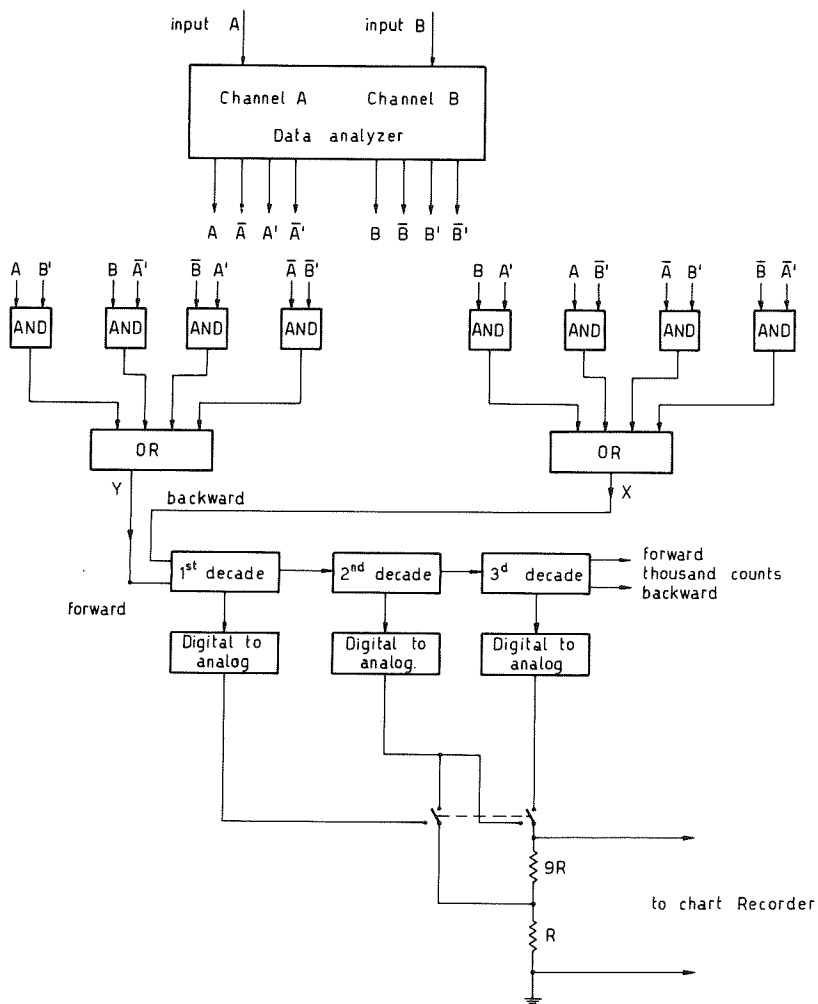 input A input B
Channel A Channel B
Data analyzer
A A̅ A' A̅' B B̅ B' B̅'
A B' B A̅' B̅ A' A̅ B̅' B A' A B̅' A̅ B' B̅ A̅'
AND AND AND AND AND AND AND AND
OR OR
Y X
backward
1st decade 2nd decade 3d decade
forward
thousand counts
backward
forward
Digital to analog
Digital to analog.
Digital to analog
9R
to chart Recorder
R